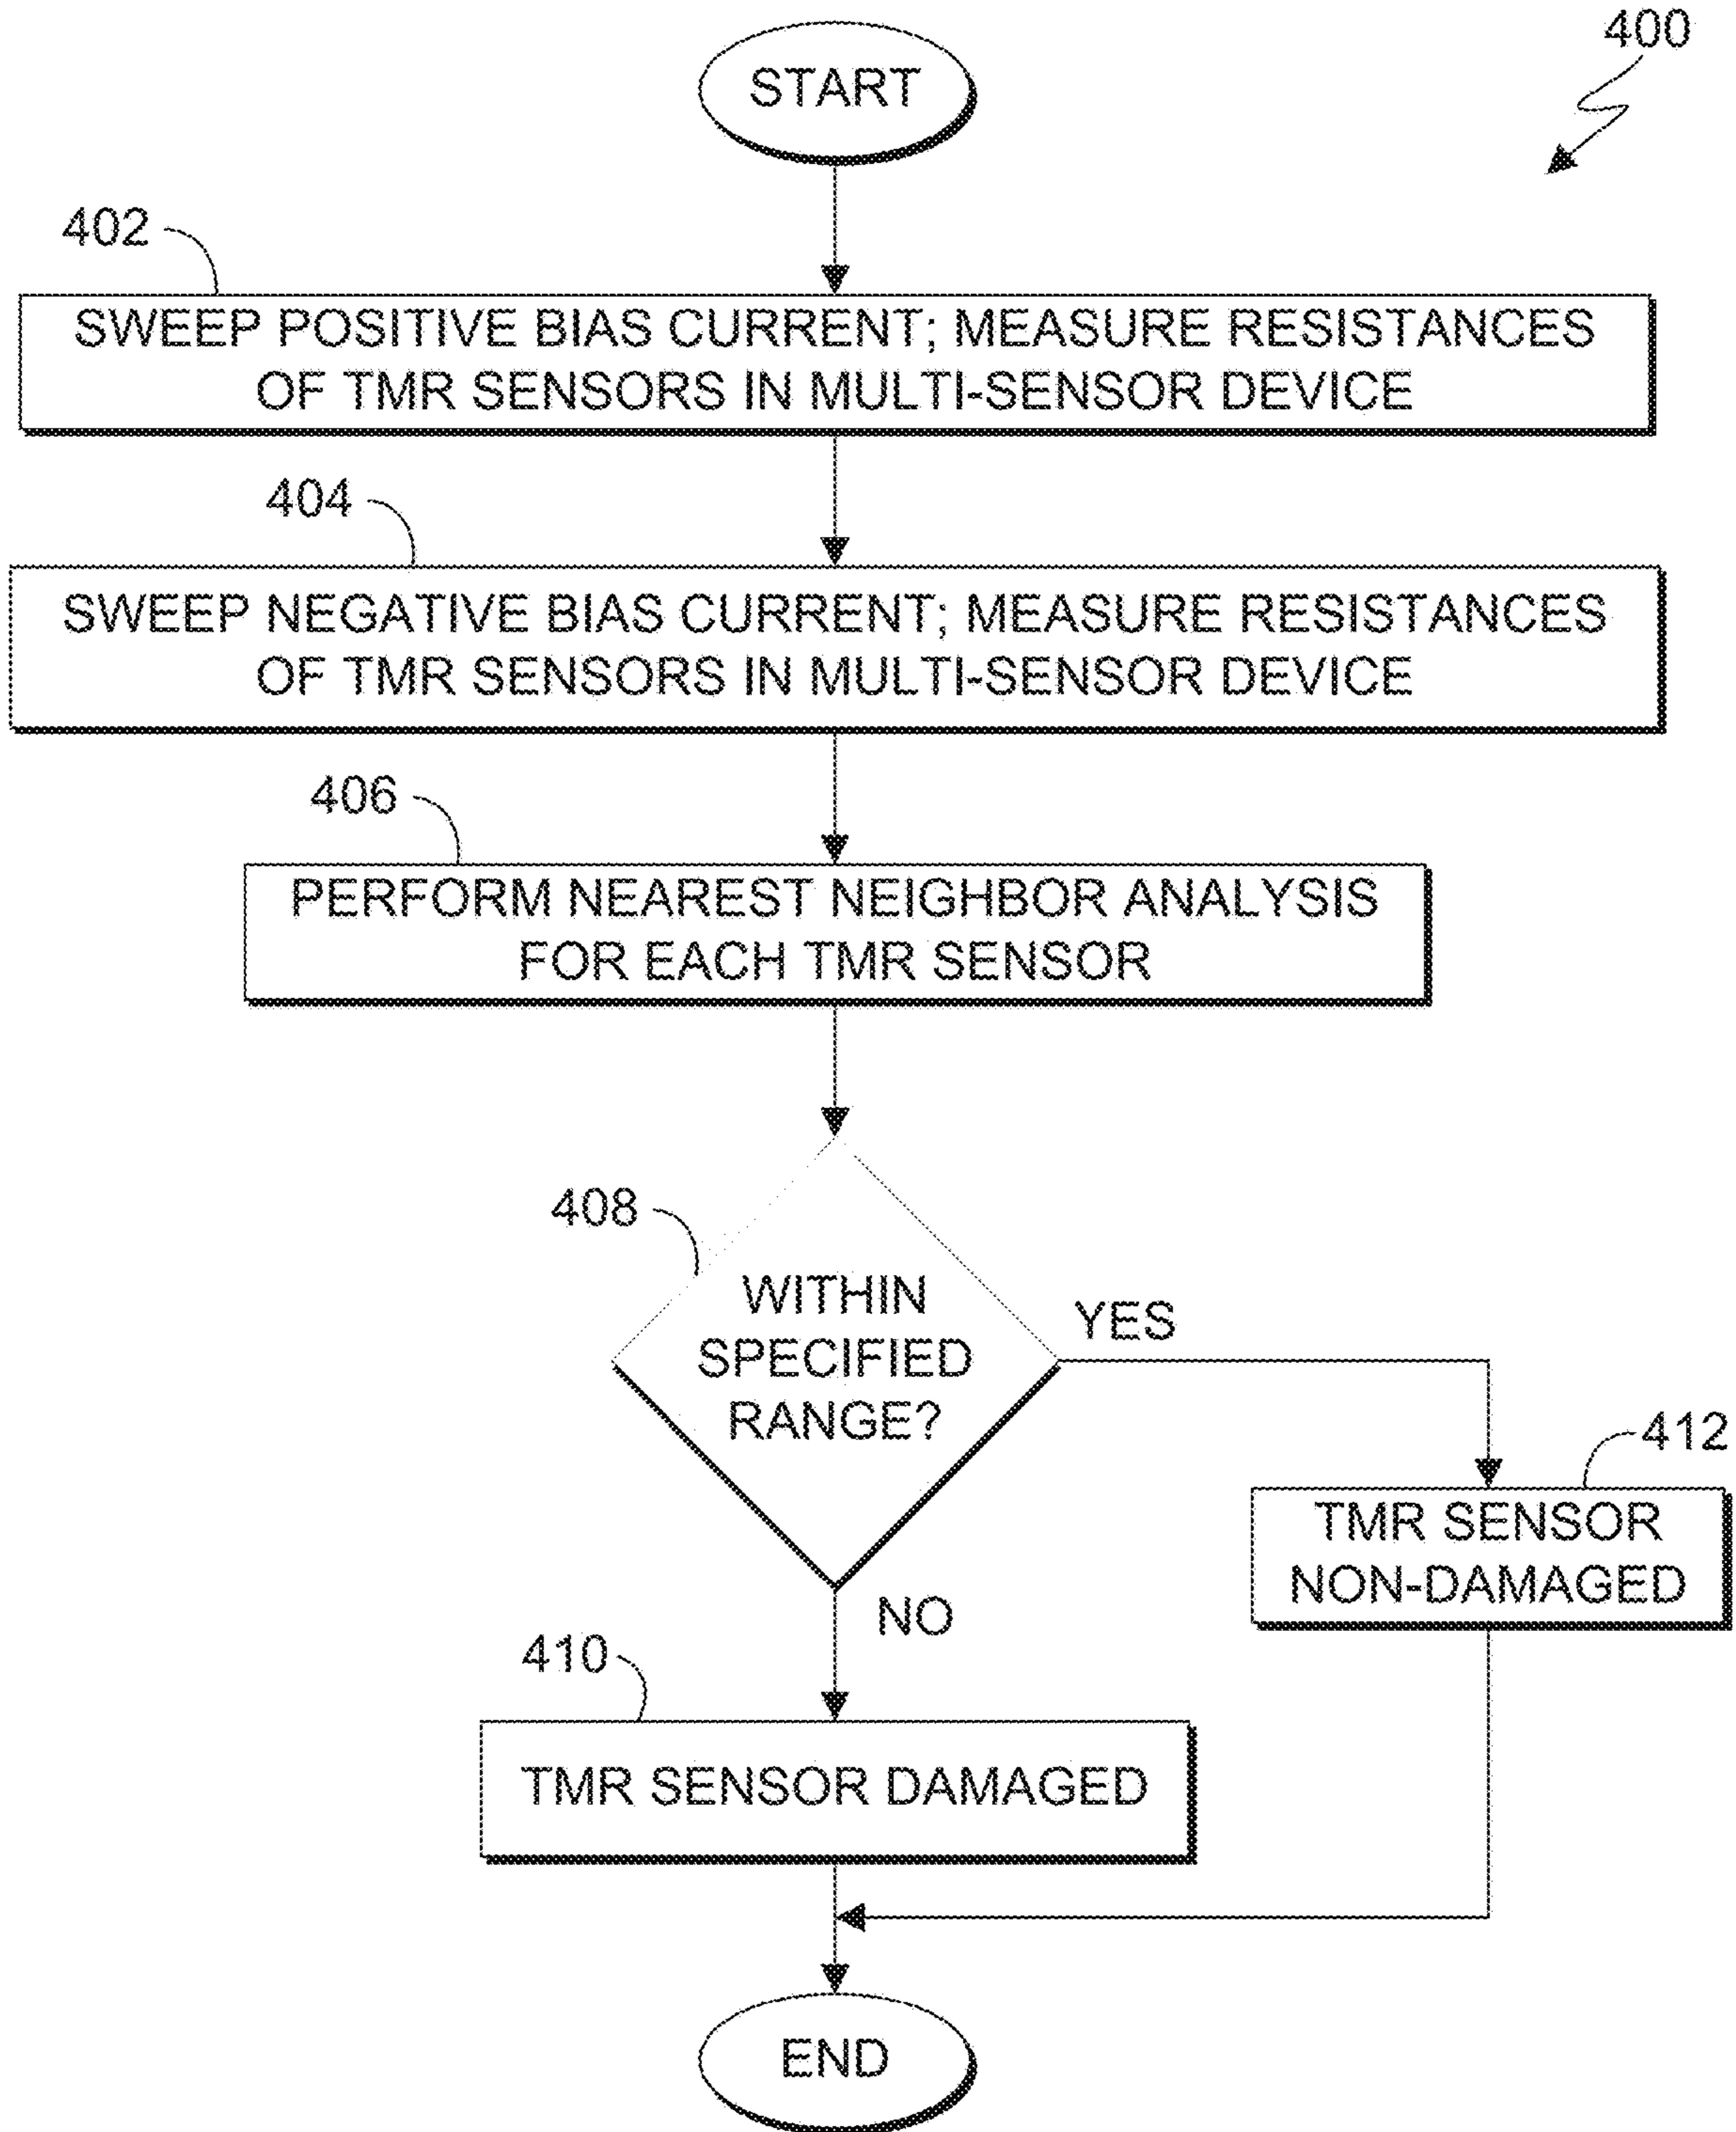 400
START
402
SWEEP POSITIVE BIAS CURRENT; MEASURE RESISTANCES
OF TMR SENSORS IN MULTI-SENSOR DEVICE
404
SWEEP NEGATIVE BIAS CURRENT; MEASURE RESISTANCES
OF TMR SENSORS IN MULTI-SENSOR DEVICE
406
PERFORM NEAREST NEIGHBOR ANALYSIS
FOR EACH TMR SENSOR
408
WITHIN
SPECIFIED
RANGE?
YES
412
TMR SENSOR
NON-DAMAGED
NO
410
TMR SENSOR DAMAGED
END